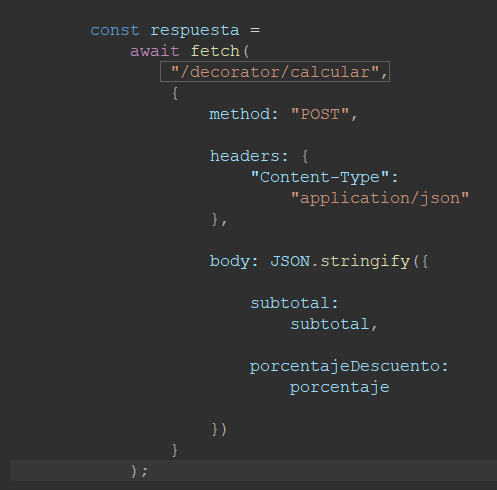 const respuesta =
await fetch(
"/decorator/calcular",
{
method: "POST",
headers: {
"Content-Type":
"application/json"
},
body: JSON.stringify({
subtotal:
subtotal,
porcentajeDescuento:
porcentaje
})
}
);